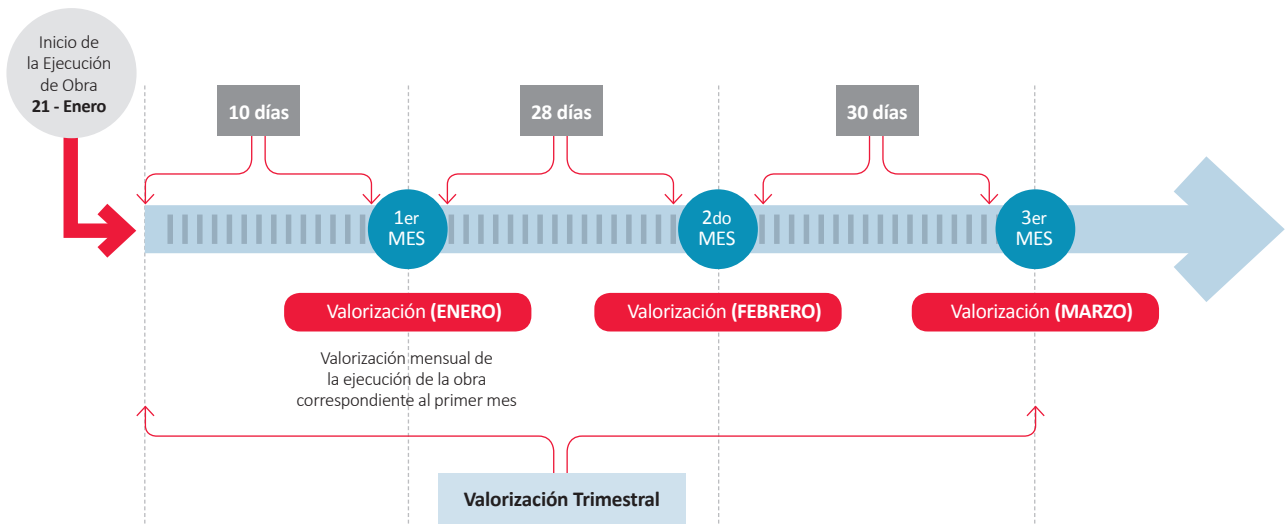 Inicio de
la Ejecución
de Obra
21 - Enero
10 días
28 días
30 días
1er
MES
2do
MES
3er
MES
Valorización (ENERO)
Valorización (FEBRERO)
Valorización (MARZO)
Valorización mensual de
la ejecución de la obra
correspondiente al primer mes
Valorización Trimestral